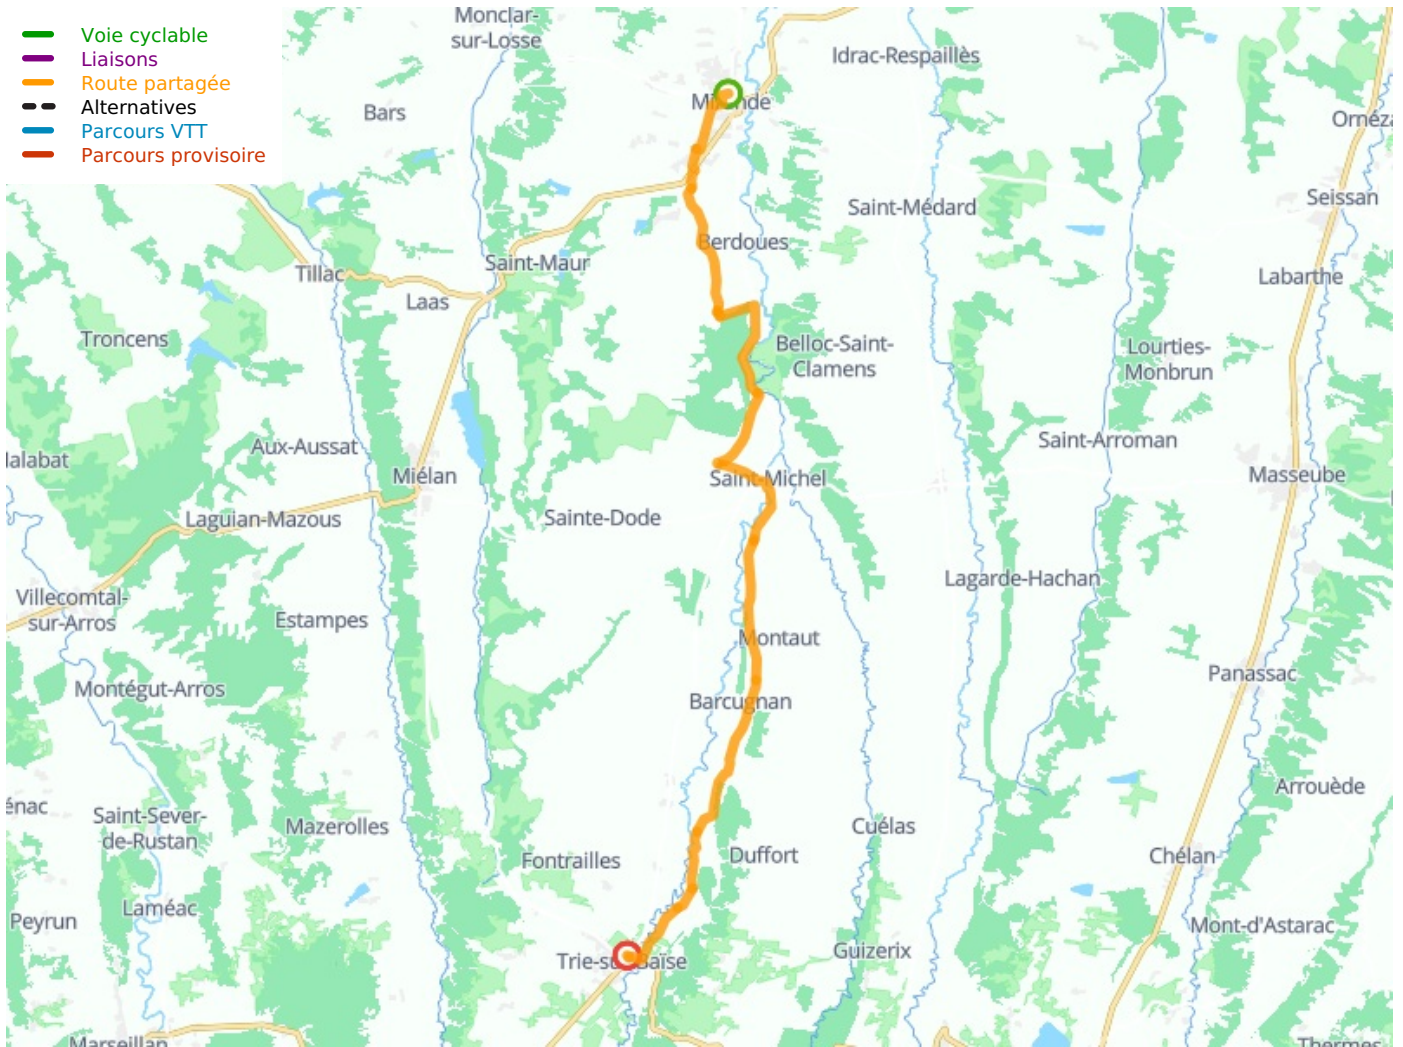 Voie cyclable
Liaisons
Route partagée
Alternatives
Parcours VTT
Parcours provisoire
Monclar-
sur-Losse
Idrac-Respaillès
Bars
Saint-Médard
Seissan
Berdoues
Saint-Maur
Tillac
Labarthe
Laas
Troncens
Belloc-Saint-
Clamens
Lourties-
Monbrun
Aux-Aussat
Saint-Arroman
Miélan
Saint-Michel
Masseube
Laguian-Mazous
Sainte-Dode
Lagarde-Hachan
Villecomtal-
sur-Arros
Estampes
Montaut
Panassac
Montégut-Arros
Barcugnan
Arrouède
Saint-Sever-
de-Rustan
Mazerolles
Cuélas
Duffort
Chélan
Fontrailles
Laméac
Peyrun
Mont-d'Astarac
Guizerix